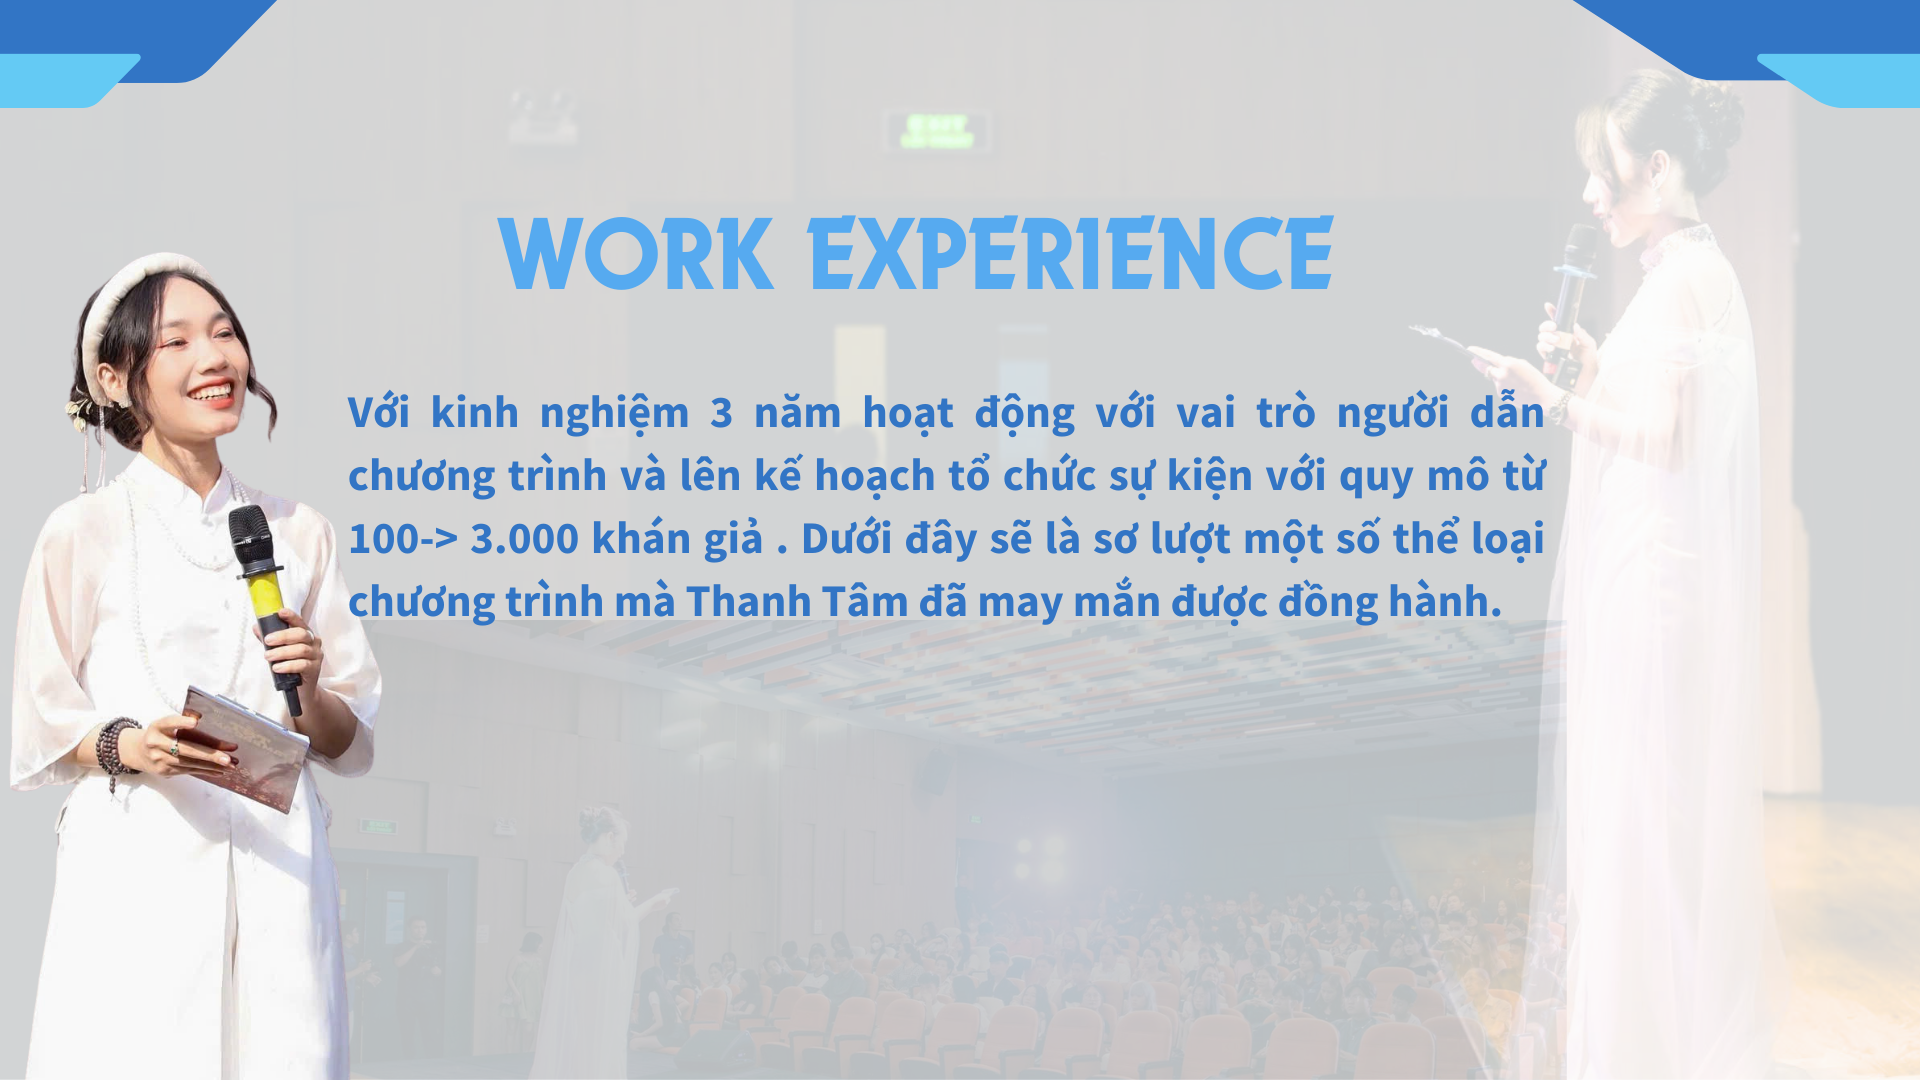 WORK EXPERIENCE
Với kinh nghiệm 3 năm hoạt động với vai trò người dẫn
chương trình và lên kế hoạch tổ chức sự kiện với quy mô từ
100-> 3.000 khán giả . Dưới đây sẽ là sơ lượt một số thể loại
chương trình mà Thanh Tâm đã may mắn được đồng hành.